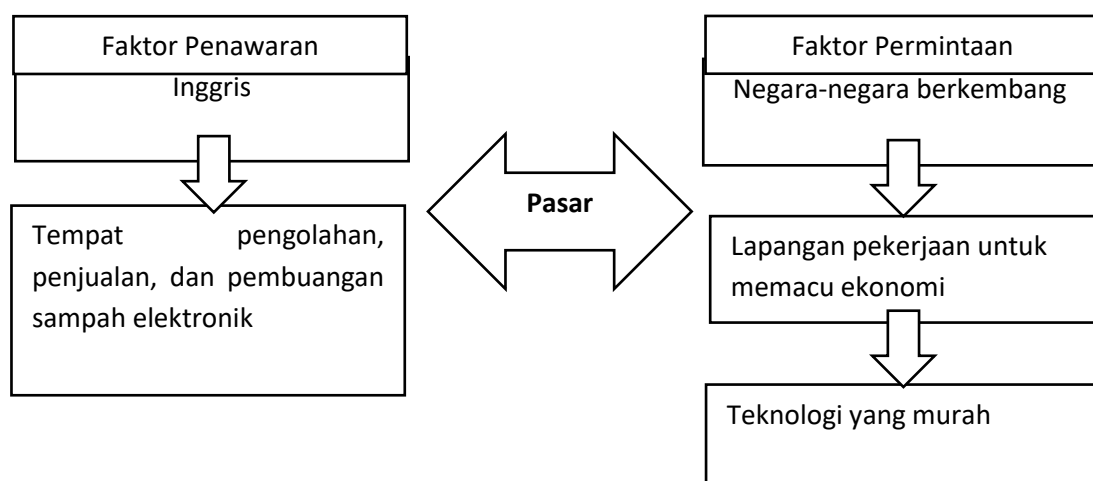 Faktor Penawaran
Inggris
Tempat pengolahan,
penjualan, dan pembuangan
sampah elektronik
Pasar
Faktor Permintaan
Negara-negara berkembang
Lapangan pekerjaan untuk
memacu ekonomi
Teknologi yang murah